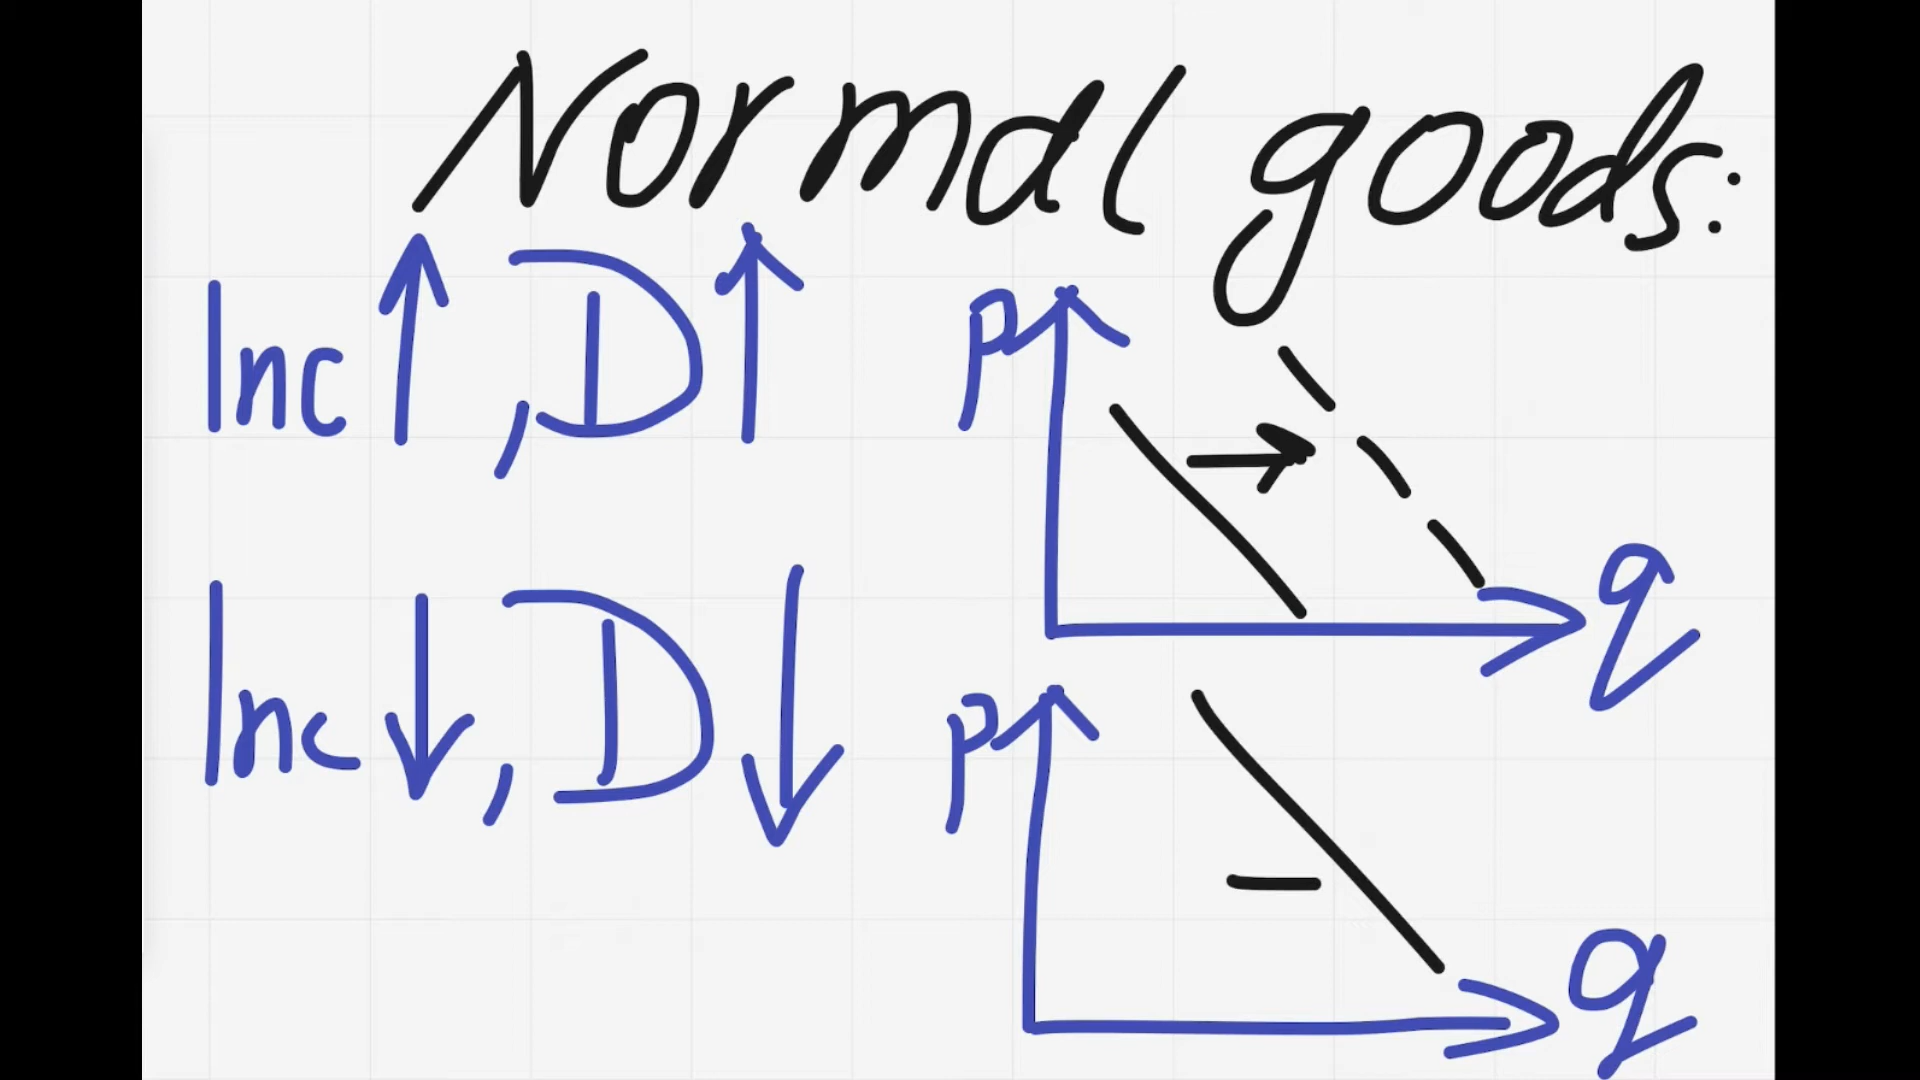 Normal goods:
Inc ↑, D ↑
p
q
Inc ↓, D ↓
p
q